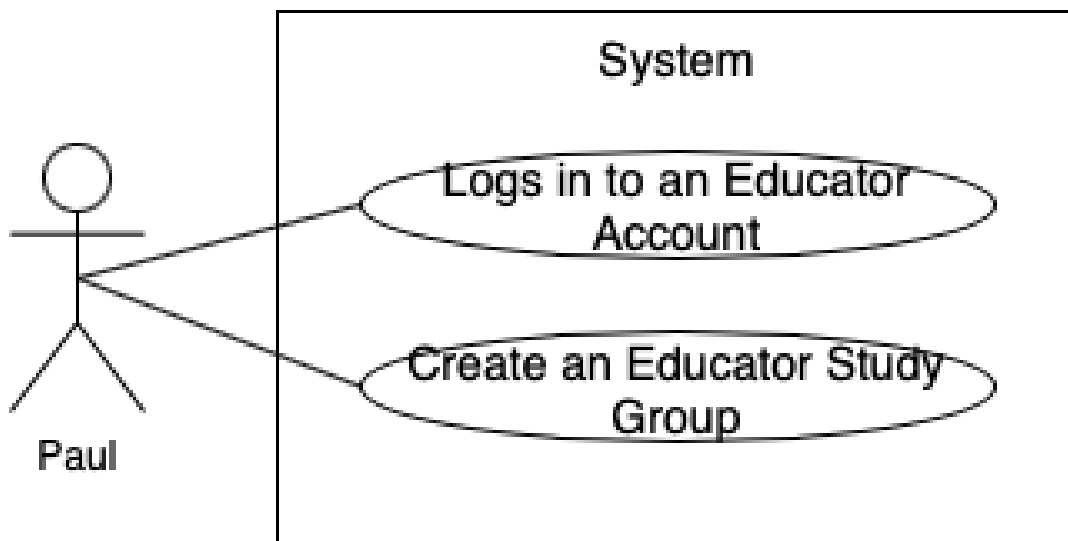 System
Logs in to an Educator
Account
Create an Educator Study
Group
Paul